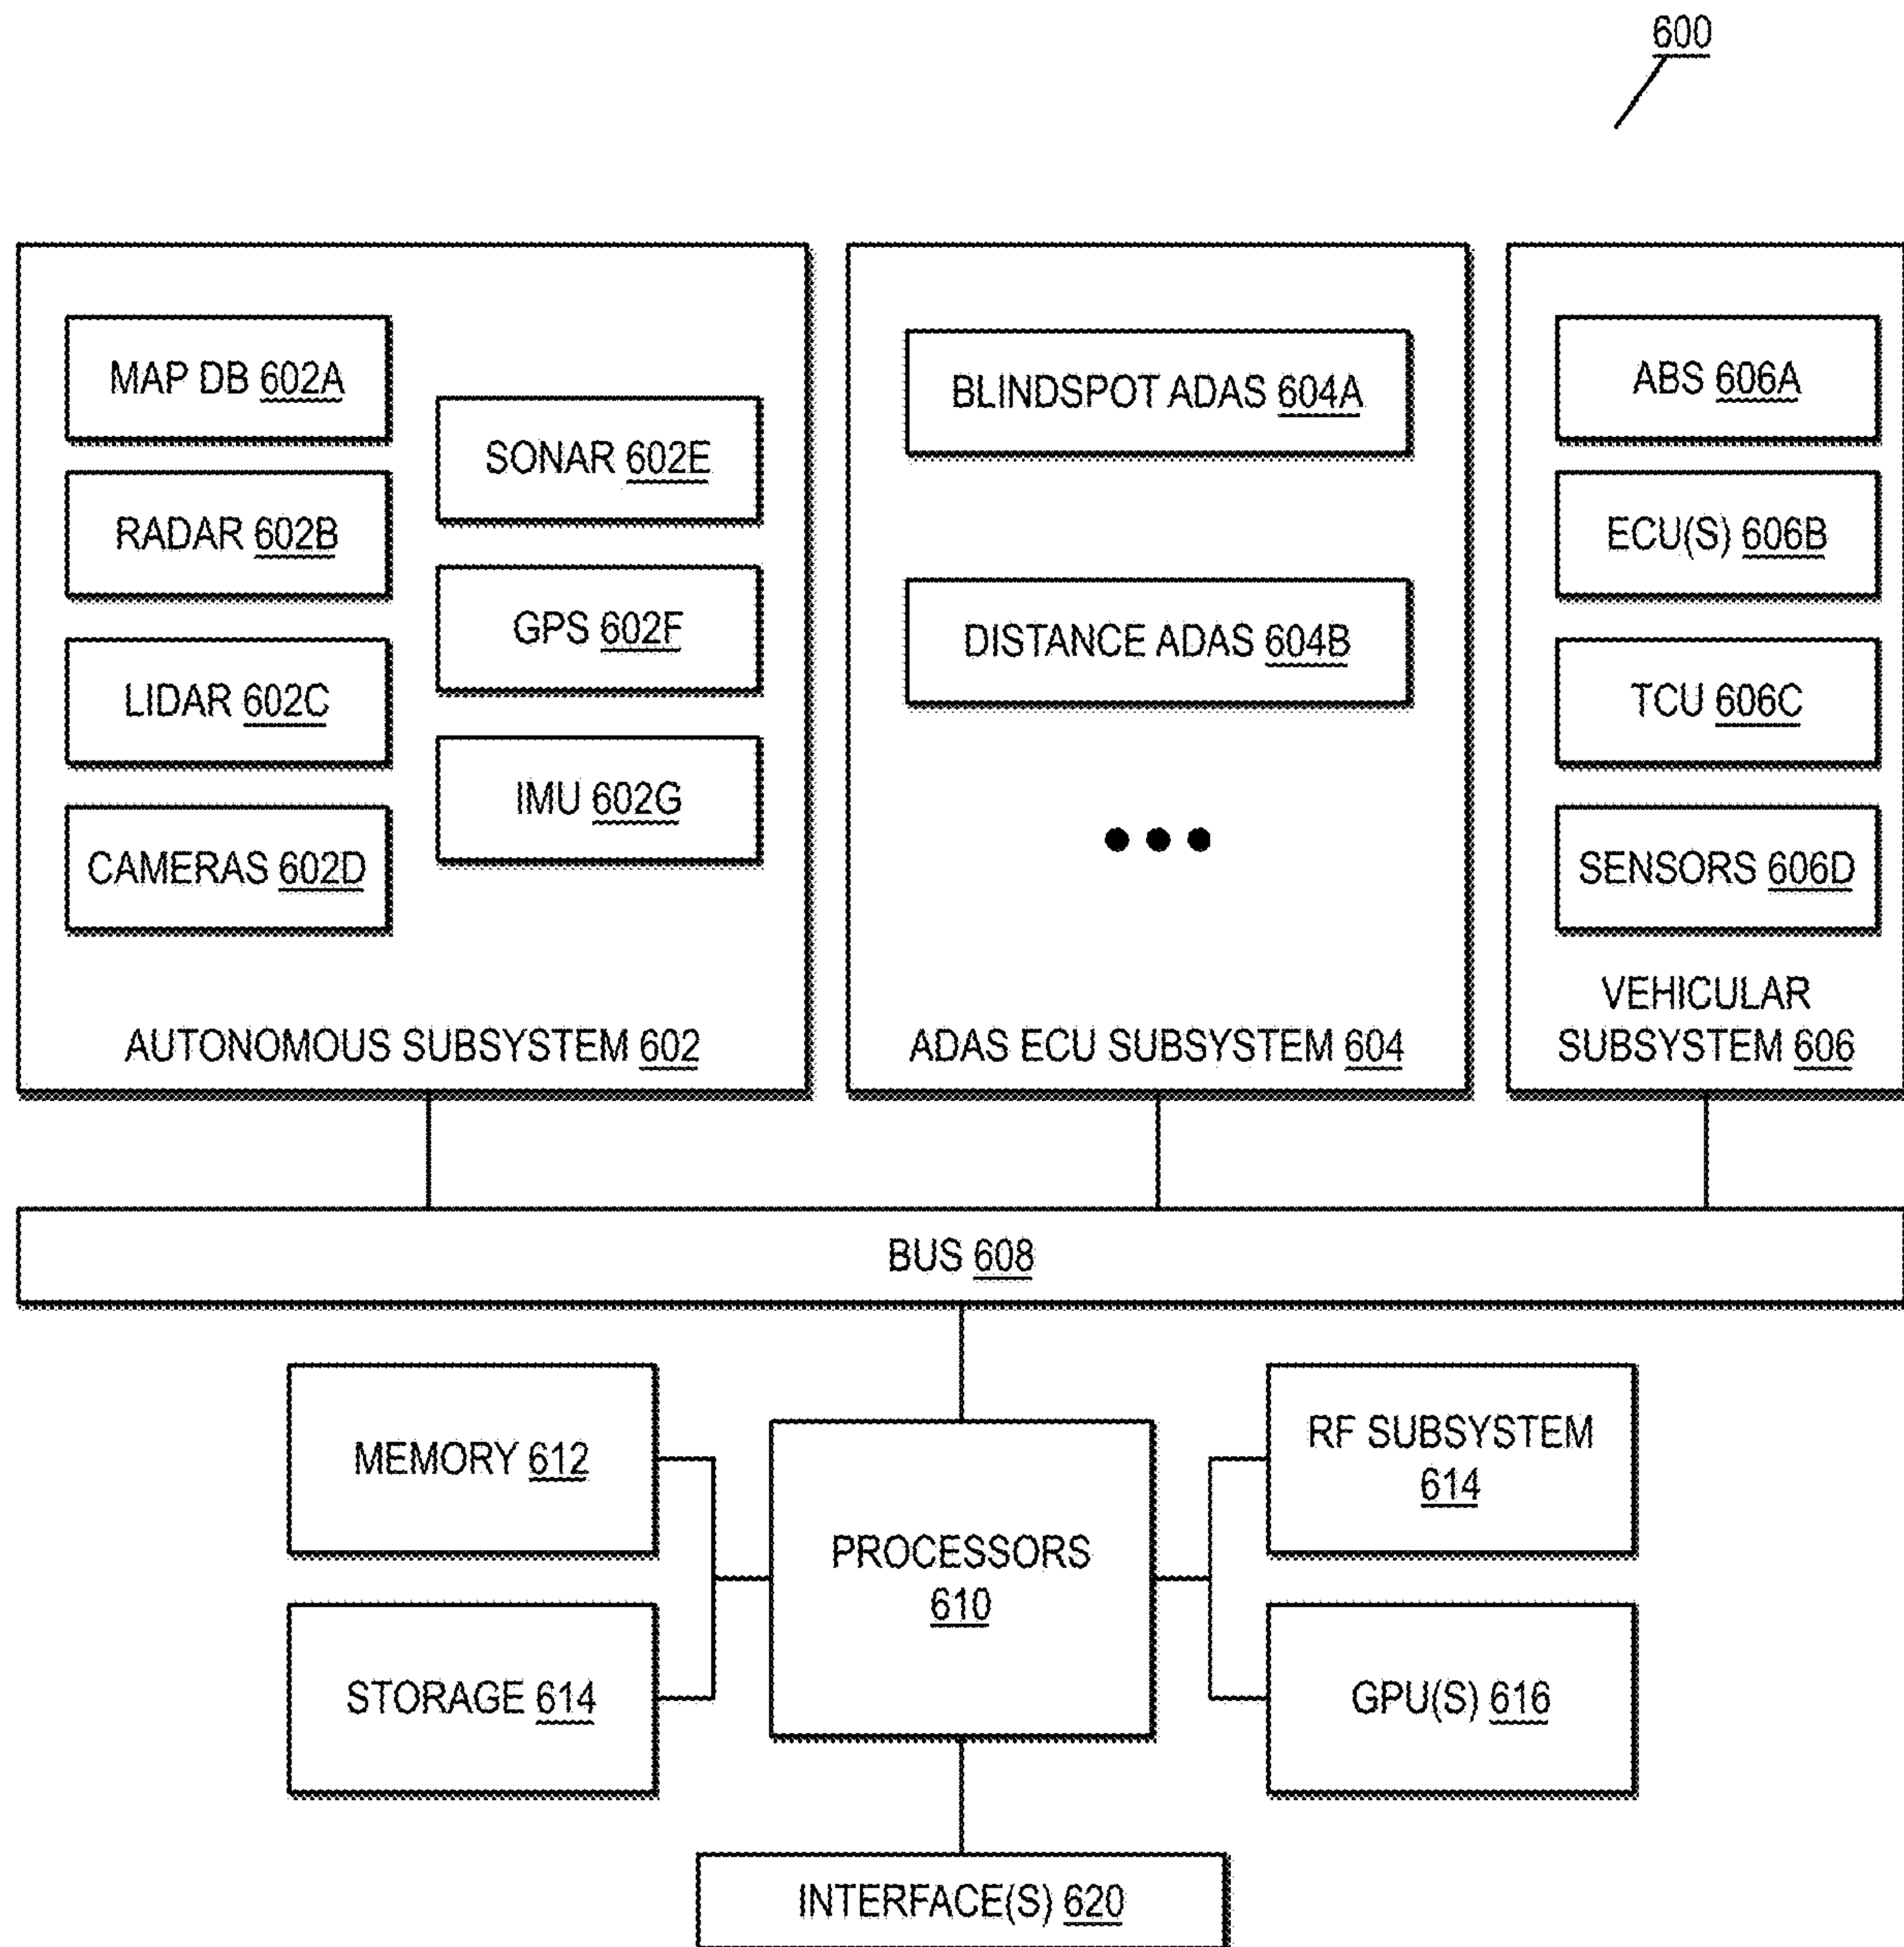 600
MAP DB 602A
RADAR 602B
LIDAR 602C
CAMERAS 602D
SONAR 602E
GPS 602F
IMU 602G
AUTONOMOUS SUBSYSTEM 602
BLINDSPOT ADAS 604A
DISTANCE ADAS 604B
ADAS ECU SUBSYSTEM 604
ABS 606A
ECU(S) 606B
TCU 606C
SENSORS 606D
VEHICULAR
SUBSYSTEM 606
BUS 608
MEMORY 612
STORAGE 614
PROCESSORS
610
RF SUBSYSTEM
614
GPU(S) 616
INTERFACE(S) 620